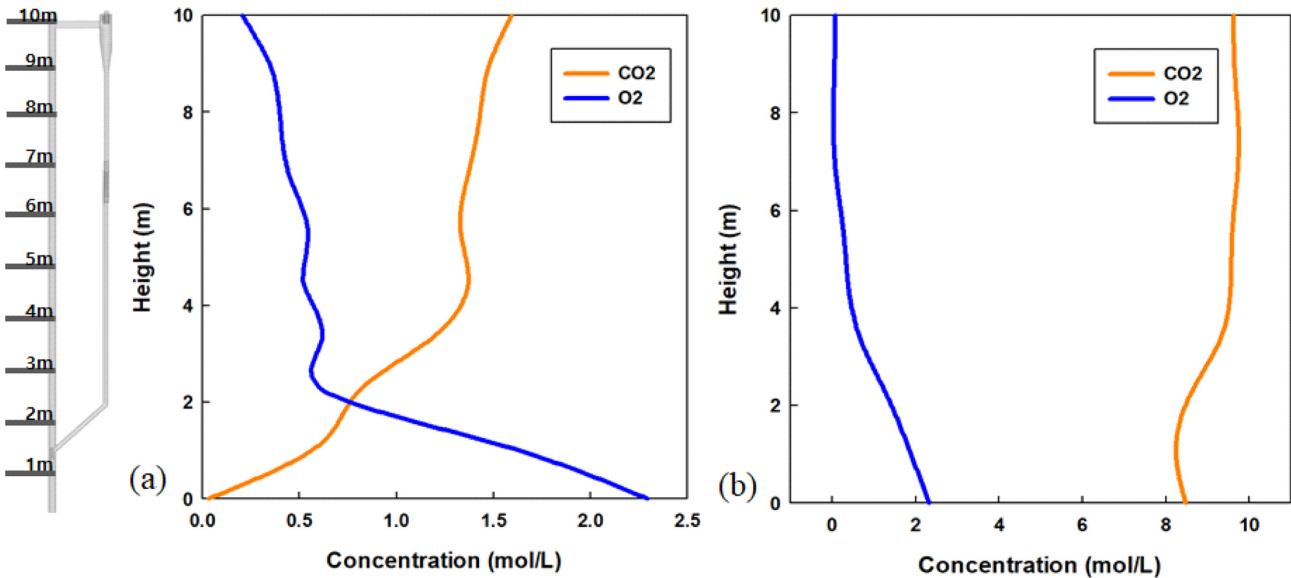 10m
9m
8m
7m
6m
5m
4m
3m
2m
1m
10
8
6
4
2
0
Height (m)
CO2
O2
(a)
0.0 0.5 1.0 1.5 2.0 2.5
Concentration (mol/L)
10
8
6
4
2
0
Height (m)
CO2
O2
(b)
0 2 4 6 8 10
Concentration (mol/L)